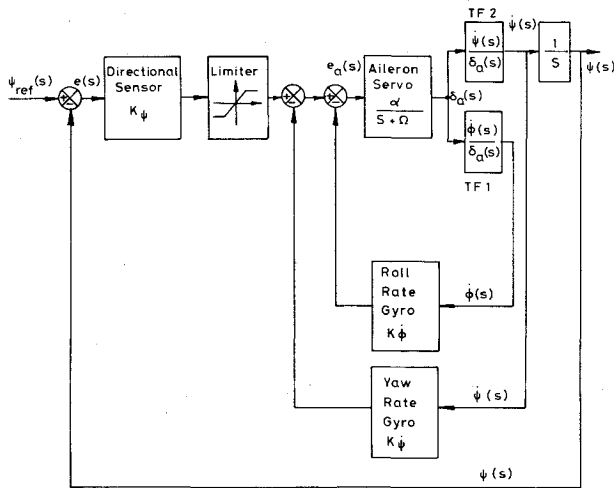 TF 2
ψ̇(s)
δa(s)
ψ̇(s)
1
S
ψ(s)
ψref(s)
e(s)
Directional
Sensor
Kψ
Limiter
ea(s)
Aileron
Servo
α
S + Ω
δa(s)
φ̇(s)
δa(s)
TF 1
Roll
Rate
Gyro
Kφ̇
φ̇(s)
Yaw
Rate
Gyro
Kψ̇
ψ̇(s)
ψ(s)